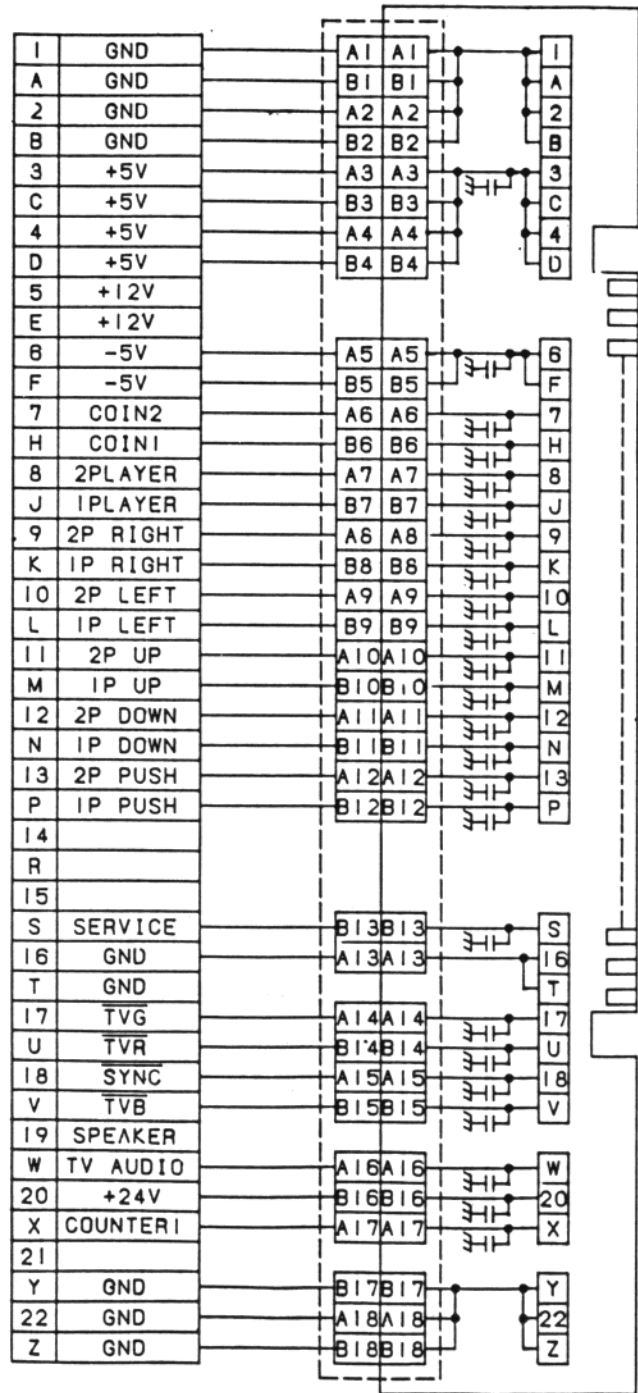 1 GND A1 A1 1
A GND B1 B1 A
2 GND A2 A2 2
B GND B2 B2 B
3 +5V A3 A3 3
C +5V B3 B3 C
4 +5V A4 A4 4
D +5V B4 B4 D
5 +12V
E +12V
6 -5V A5 A5 6
F -5V B5 B5 F
7 COIN2 A6 A6 7
H COIN1 B6 B6 H
8 2PLAYER A7 A7 8
J 1PLAYER B7 B7 J
9 2P RIGHT A8 A8 9
K 1P RIGHT B8 B8 K
10 2P LEFT A9 A9 10
L 1P LEFT B9 B9 L
11 2P UP A10 A10 11
M 1P UP B10 B10 M
12 2P DOWN A11 A11 12
N 1P DOWN B11 B11 N
13 2P PUSH A12 A12 13
P 1P PUSH B12 B12 P
14
R
15
S SERVICE B13 B13 S
16 GND A13 A13 16
T GND T
17 TVG A14 A14 17
U TVR B14 B14 U
18 SYNC A15 A15 18
V TVB B15 B15 V
19 SPEAKER
W TV AUDIO A16 A16 W
20 +24V B16 B16 20
X COUNTER1 A17 A17 X
21
Y GND B17 B17 Y
22 GND A18 A18 22
Z GND B18 B18 Z